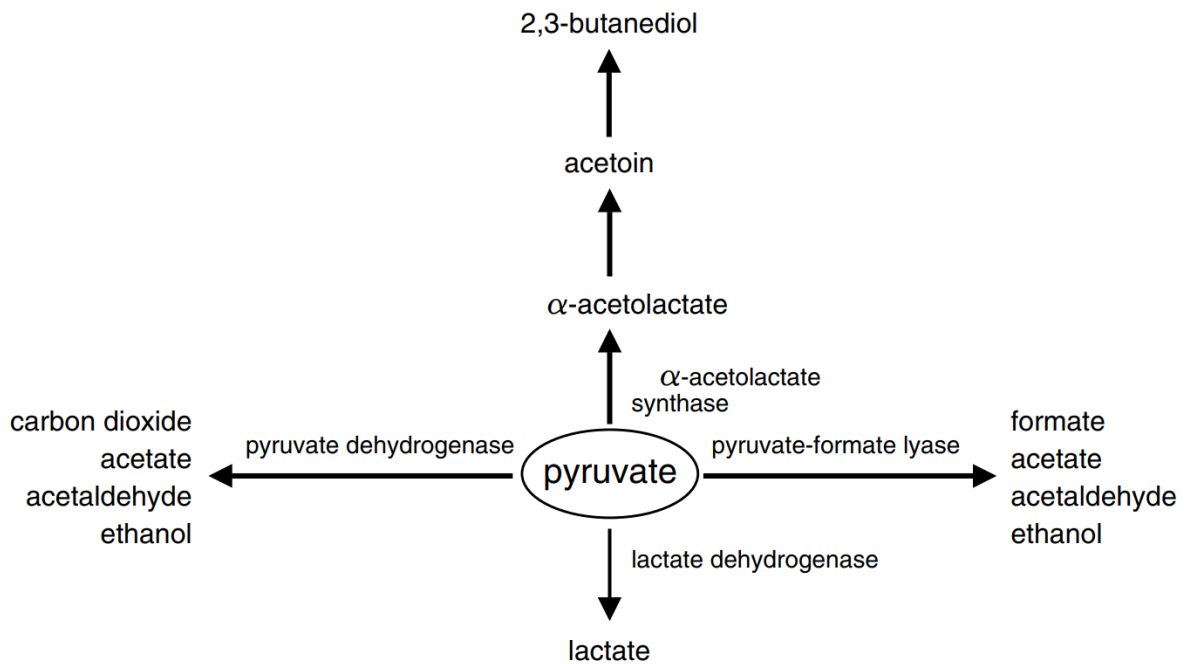 2,3-butanediol
acetoin
α-acetolactate
α-acetolactate
synthase
carbon dioxide
acetate
acetaldehyde
ethanol
pyruvate dehydrogenase
pyruvate
pyruvate-formate lyase
formate
acetate
acetaldehyde
ethanol
lactate dehydrogenase
lactate